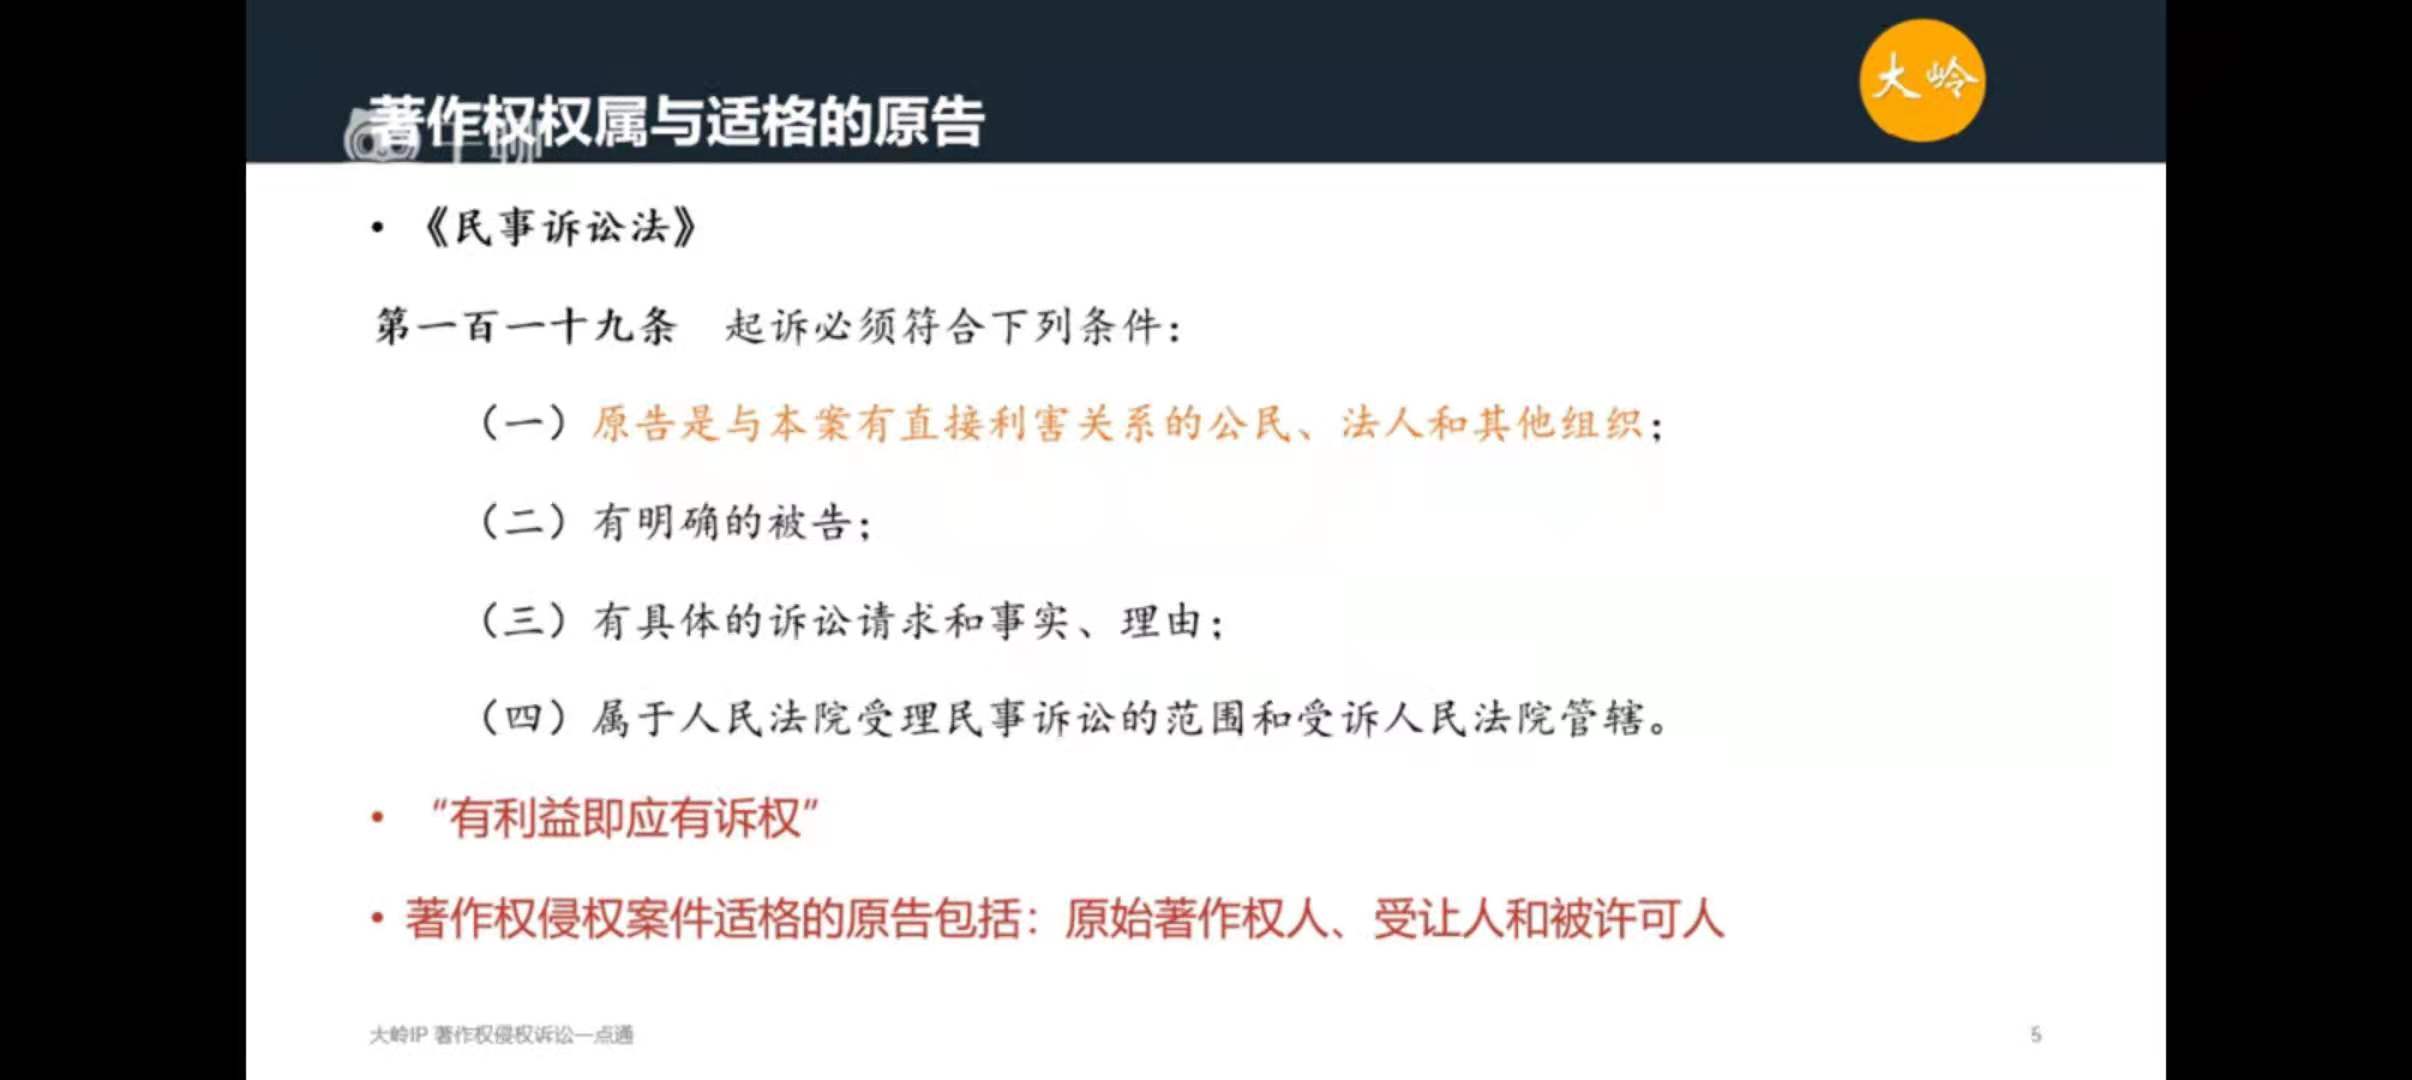 大岭
著作权权属与适格的原告
• 《民事诉讼法》
第一百一十九条 起诉必须符合下列条件：
（一）原告是与本案有直接利害关系的公民、法人和其他组织；
（二）有明确的被告；
（三）有具体的诉讼请求和事实、理由；
（四）属于人民法院受理民事诉讼的范围和受诉人民法院管辖。
• “有利益即应有诉权”
• 著作权侵权案件适格的原告包括：原始著作权人、受让人和被许可人
大岭IP 著作权侵权诉讼一点通
5